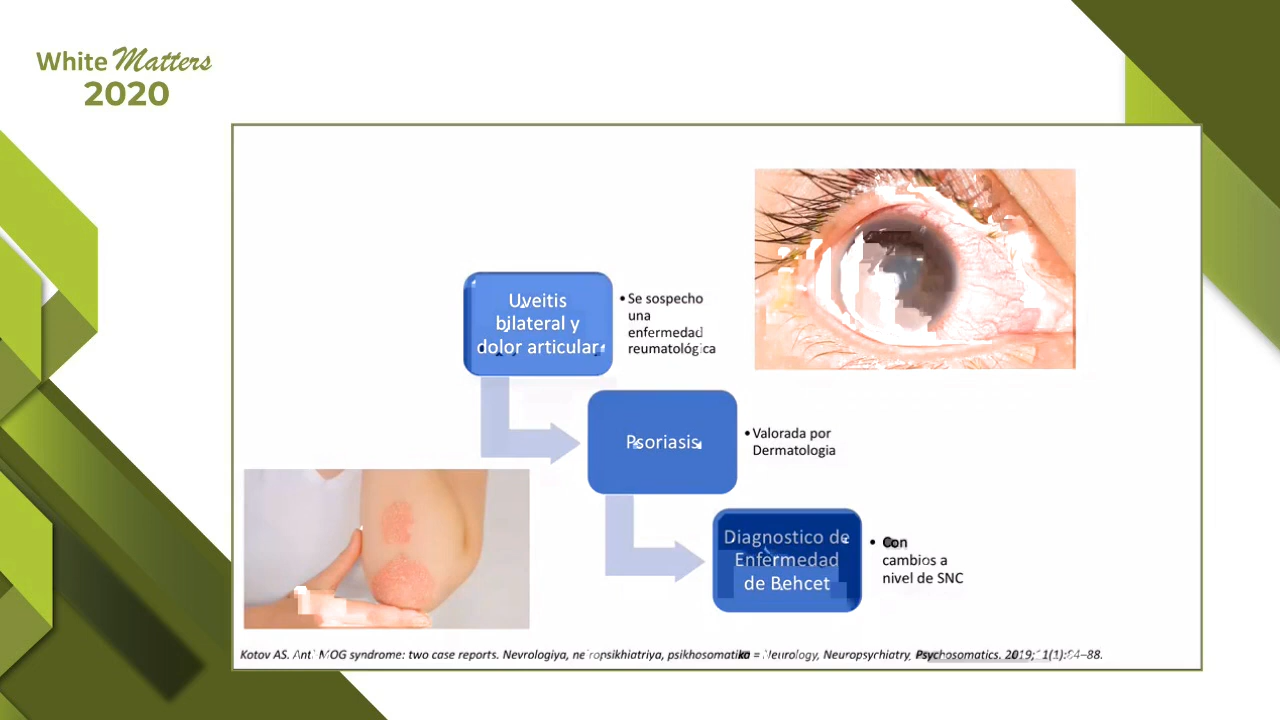 White Matters
2020
Uveitis
bilateral y
dolor articular
• Se sospecho
una
enfermedad
reumatológica
Psoriasis
• Valorada por
Dermatologia
Diagnostico de
Enfermedad
de Behcet
• Con
cambios a
nivel de SNC
Kotov AS. Anti MOG syndrome: two case reports. Nevrologiya, neiropsikhiatriya, psikhosomatika = Neurology, Neuropsychiatry, Psychosomatics. 2019;11(1):84–88.